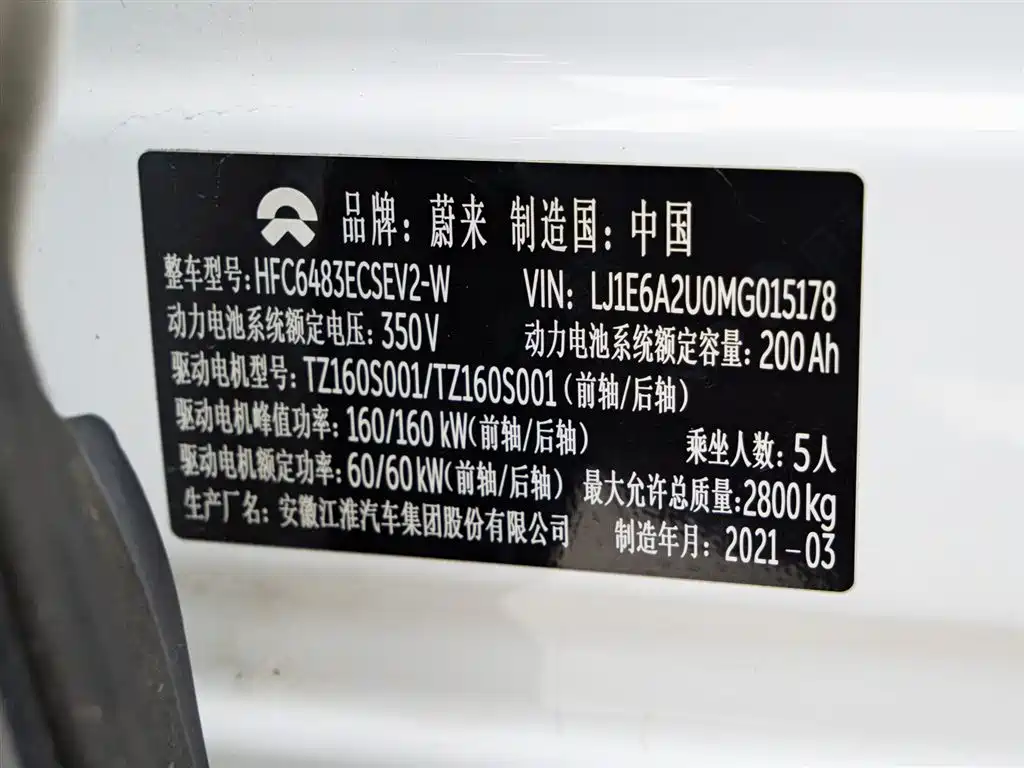 品牌：蔚来 制造国：中国
整车型号：HFC6483ECSEV2-W VIN：LJ1E6A2U0MG015178
动力电池系统额定电压：350V 动力电池系统额定容量：200Ah
驱动电机型号：TZ160S001/TZ160S001（前轴/后轴）
驱动电机峰值功率：160/160kW（前轴/后轴） 乘坐人数：5人
驱动电机额定功率：60/60kW（前轴/后轴） 最大允许总质量：2800kg
生产厂名：安徽江淮汽车集团股份有限公司 制造年月：2021-03